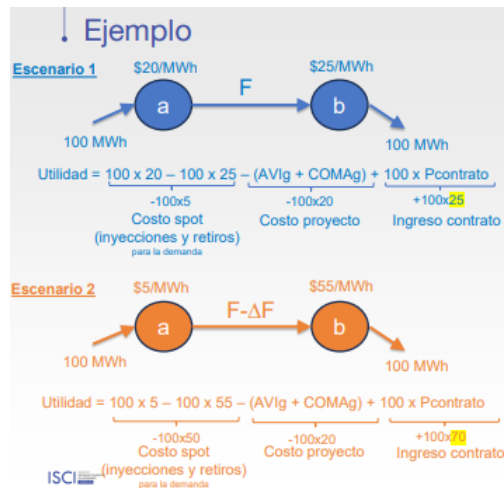 Ejemplo
Escenario 1
$20/MWh
$25/MWh
F
a
b
100 MWh
100 MWh
Utilidad = 100 x 20 – 100 x 25 – (AVIg + COMAg) + 100 x Pcontrato
-100x5
-100x20
+100x25
Costo spot
Costo proyecto
Ingreso contrato
(inyecciones y retiros)
para la demanda
Escenario 2
$5/MWh
$55/MWh
F-ΔF
a
b
100 MWh
100 MWh
Utilidad = 100 x 5 – 100 x 55 – (AVIg + COMAg) + 100 x Pcontrato
-100x50
-100x20
+100x70
Costo spot
Costo proyecto
Ingreso contrato
(inyecciones y retiros)
para la demanda
ISCI